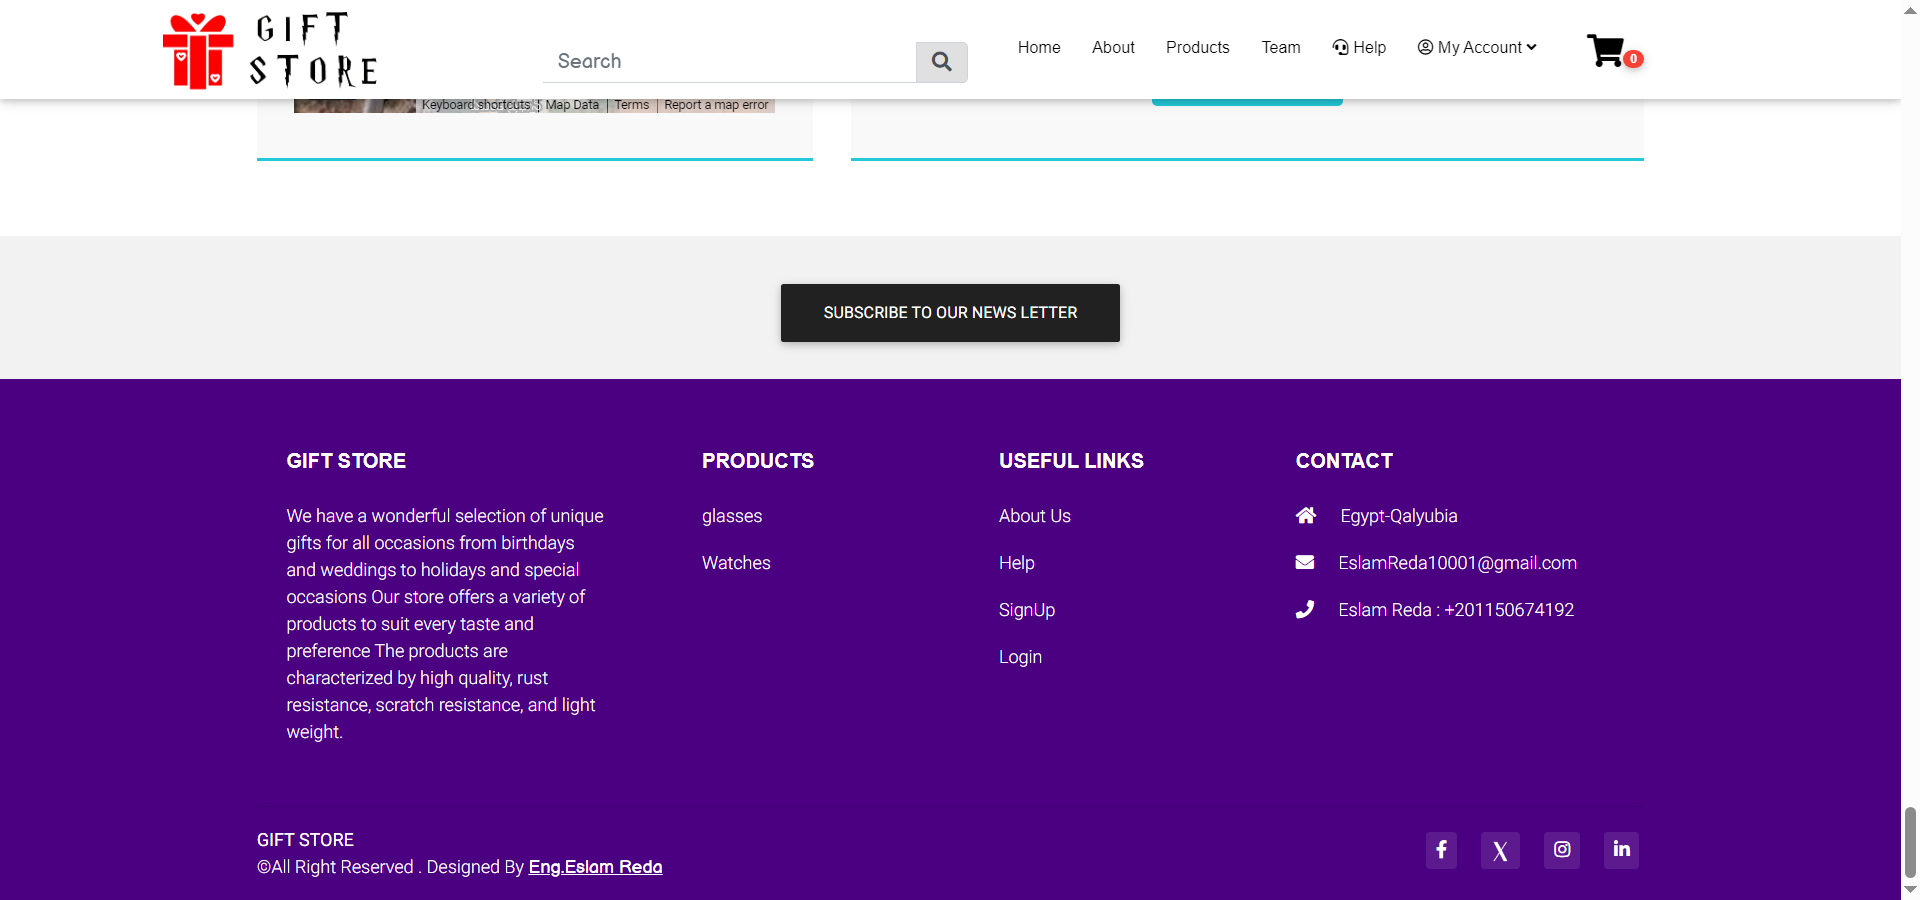 GIFT
STORE
Search
Home
About
Products
Team
Help
My Account
0
Keyboard shortcuts
Map Data
Terms
Report a map error
SUBSCRIBE TO OUR NEWS LETTER
GIFT STORE
We have a wonderful selection of unique
gifts for all occasions from birthdays
and weddings to holidays and special
occasions Our store offers a variety of
products to suit every taste and
preference The products are
characterized by high quality, rust
resistance, scratch resistance, and light
weight.
PRODUCTS
glasses
Watches
USEFUL LINKS
About Us
Help
SignUp
Login
CONTACT
Egypt-Qalyubia
EslamReda10001@gmail.com
Eslam Reda : +201150674192
GIFT STORE
©All Right Reserved . Designed By Eng.Eslam Reda